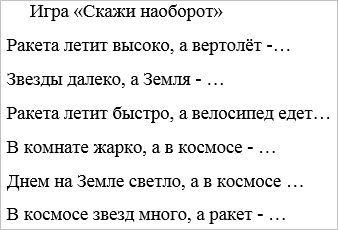 Игра «Скажи наоборот»
Ракета летит высоко, а вертолёт -…
Звезды далеко, а Земля - …
Ракета летит быстро, а велосипед едет…
В комнате жарко, а в космосе - …
Днем на Земле светло, а в космосе …
В космосе звезд много, а ракет - …